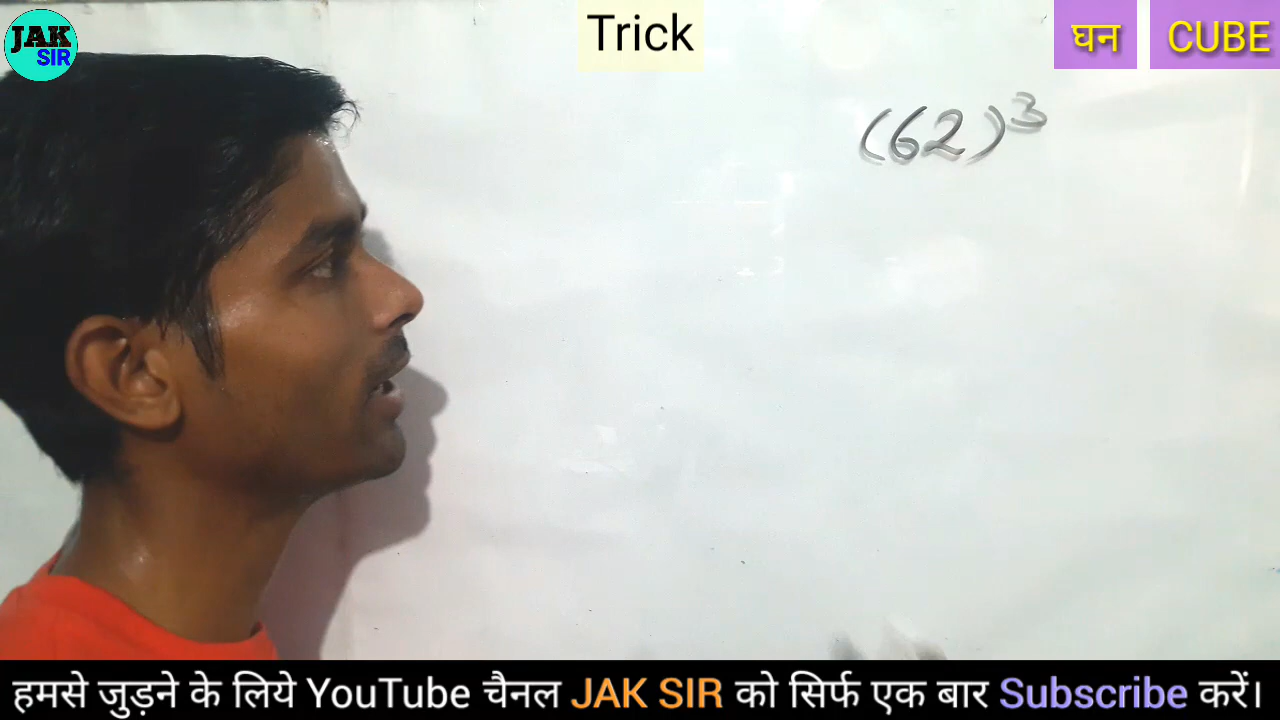 JAK
SIR
Trick
घन CUBE
(62)³
हमसे जुड़ने के लिये YouTube चैनल JAK SIR को सिर्फ एक बार Subscribe करें।